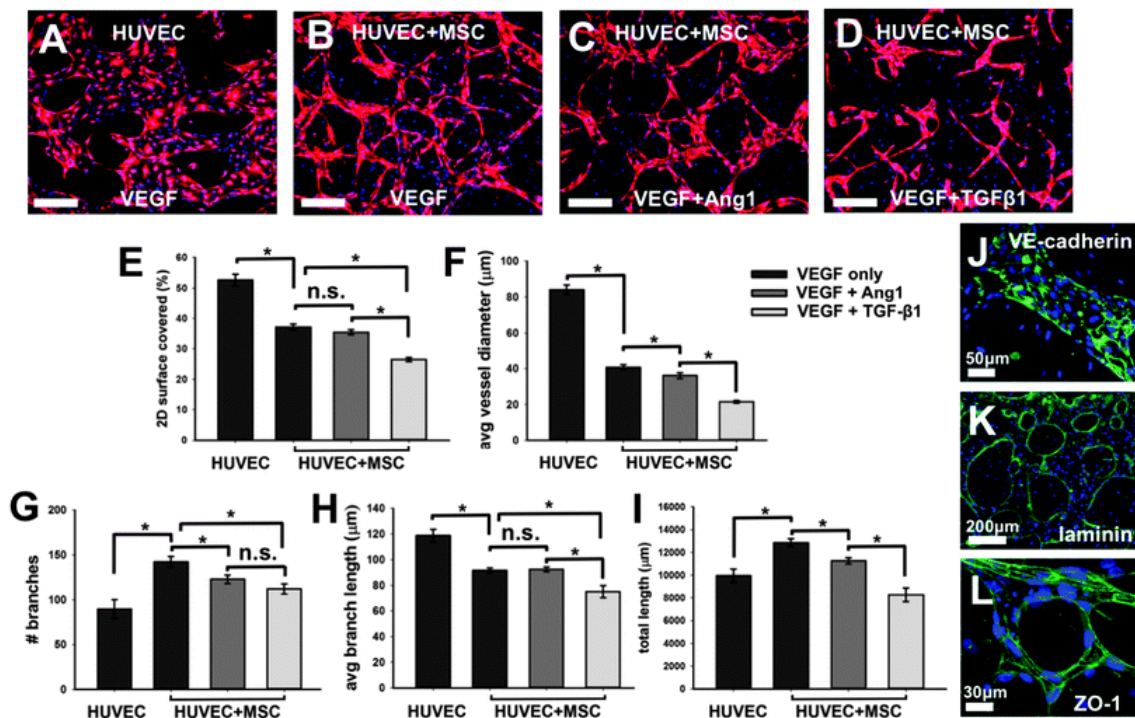 A
HUVEC
VEGF
B
HUVEC+MSC
VEGF
C
HUVEC+MSC
VEGF+Ang1
D
HUVEC+MSC
VEGF+TGFβ1
E
2D surface covered (%)
60
50
40
30
20
10
0
*
*
n.s.
*
HUVEC
HUVEC+MSC
F
avg vessel diameter (μm)
100
80
60
40
20
0
*
*
*
HUVEC
HUVEC+MSC
VEGF only
VEGF + Ang1
VEGF + TGF-β1
G
# branches
200
150
100
50
0
*
*
*
n.s.
HUVEC
HUVEC+MSC
H
avg branch length (μm)
140
120
100
80
60
40
20
0
*
*
n.s.
*
HUVEC
HUVEC+MSC
I
total length (μm)
16000
14000
12000
10000
8000
6000
4000
2000
0
*
*
*
HUVEC
HUVEC+MSC
J
VE-cadherin
50μm
K
200μm
laminin
L
30μm
ZO-1